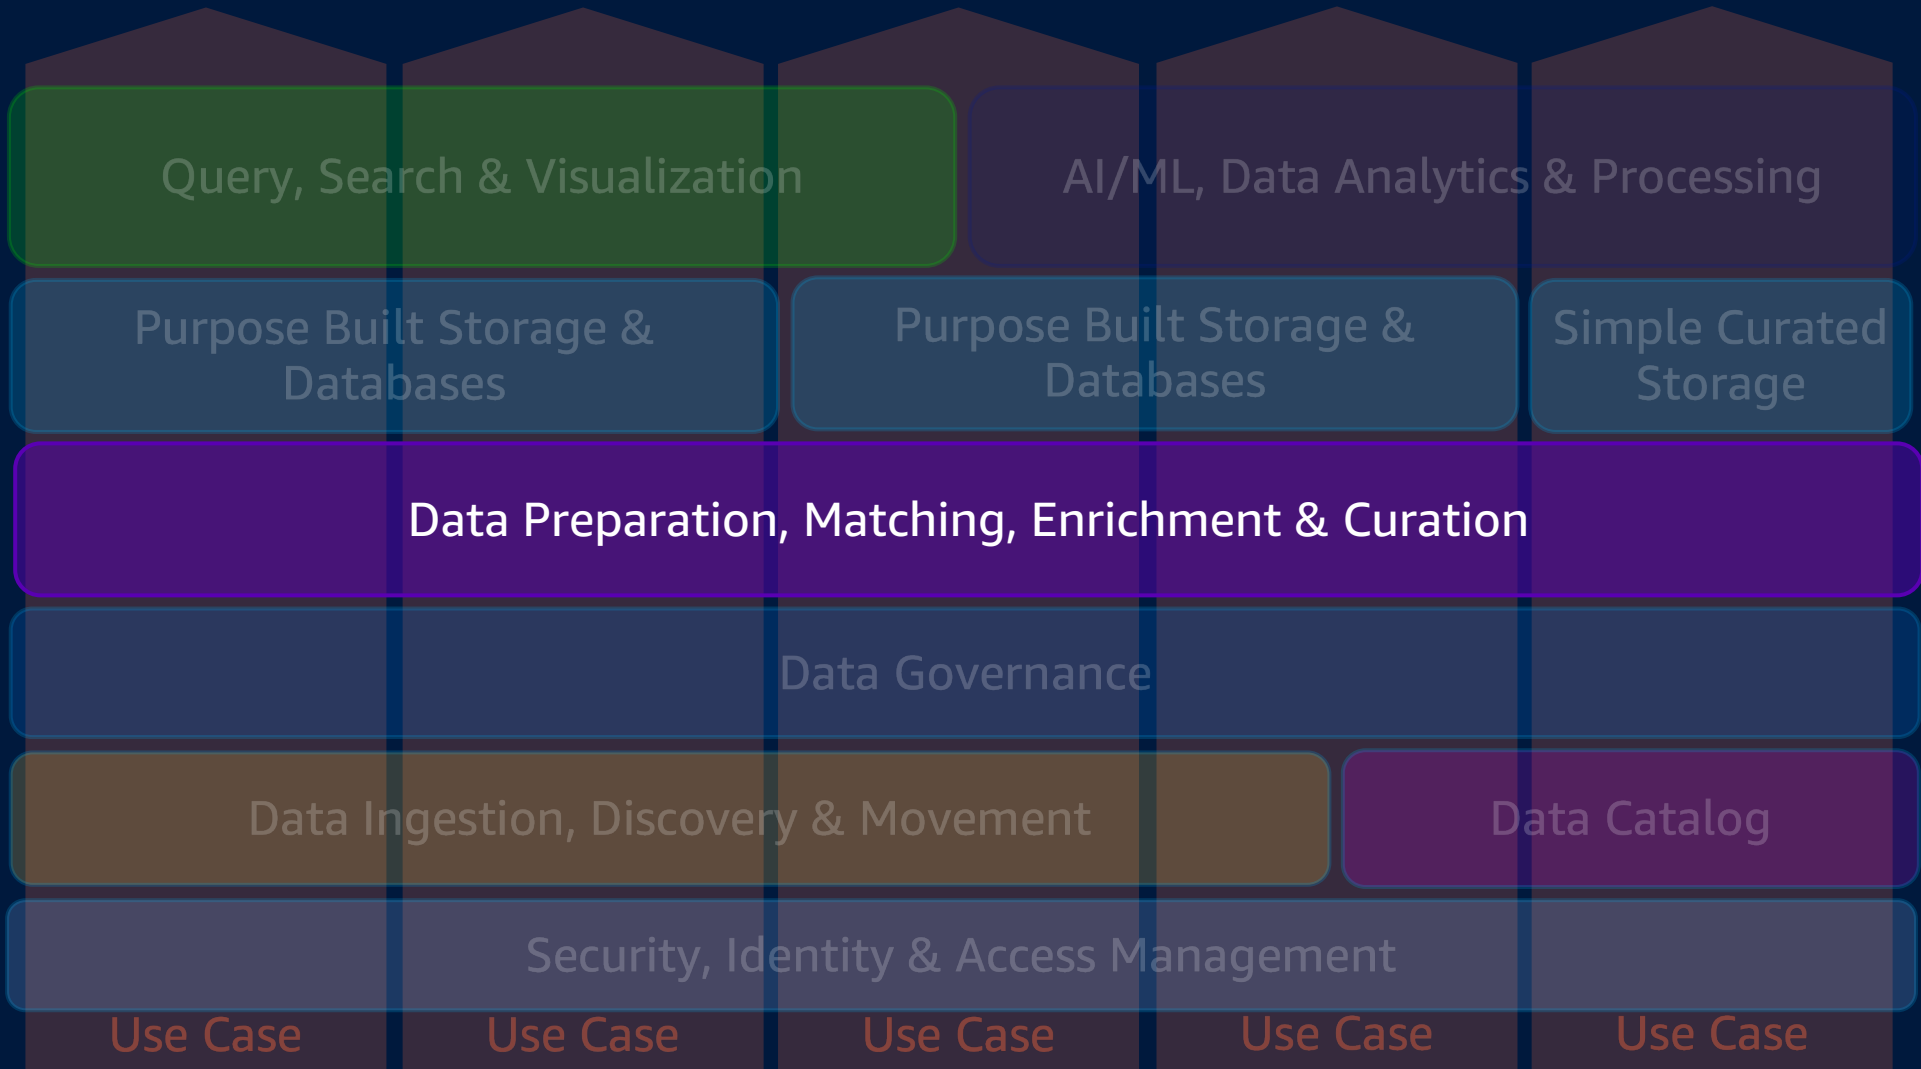 Query, Search & Visualization
AI/ML, Data Analytics & Processing
Purpose Built Storage &
Databases
Purpose Built Storage &
Databases
Simple Curated
Storage
Data Preparation, Matching, Enrichment & Curation
Data Governance
Data Ingestion, Discovery & Movement
Data Catalog
Security, Identity & Access Management
Use Case
Use Case
Use Case
Use Case
Use Case